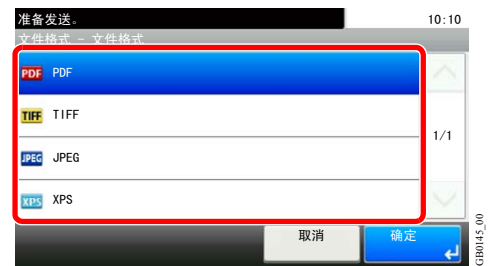 准备发送。 10:10
文件格式 - 文件格式
PDF PDF
TIFF TIFF
1/1
JPEG JPEG
XPS XPS
取消 确定
GB0145_00